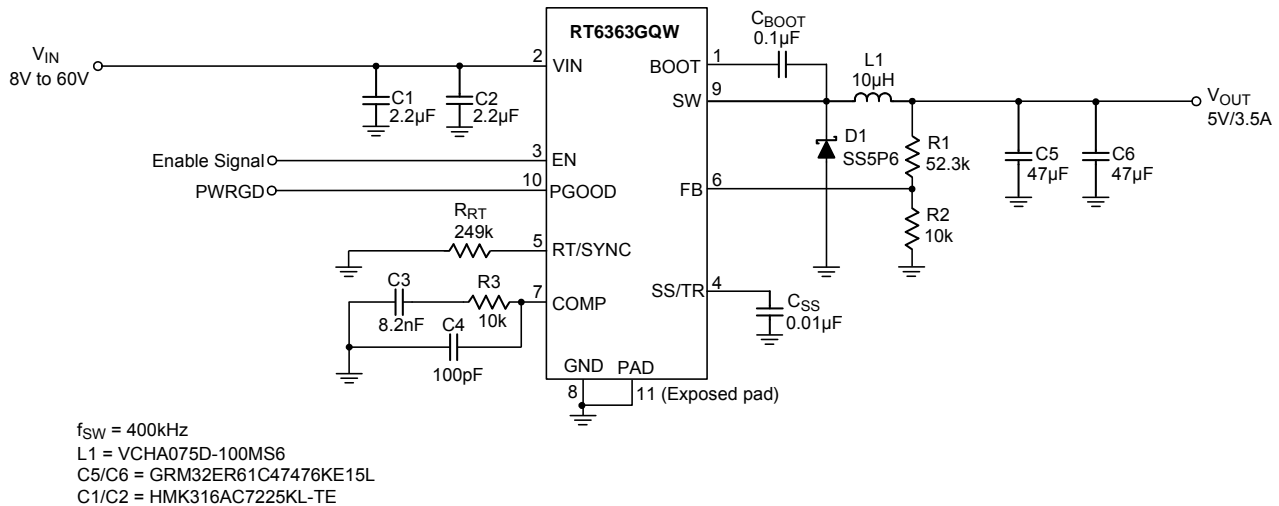 RT6363GQW
CBOOT
0.1µF
VIN
8V to 60V
2
VIN
BOOT
1
L1
10µH
SW
9
C1
2.2µF
C2
2.2µF
VOUT
5V/3.5A
D1
SS5P6
R1
52.3k
C5
47µF
C6
47µF
Enable Signal
3
EN
PWRGD
10
PGOOD
FB
6
R2
10k
RRT
249k
5
RT/SYNC
C3
8.2nF
R3
10k
7
COMP
SS/TR
4
CSS
0.01µF
C4
100pF
GND
PAD
8
11 (Exposed pad)
fSW = 400kHz
L1 = VCHA075D-100MS6
C5/C6 = GRM32ER61C47476KE15L
C1/C2 = HMK316AC7225KL-TE